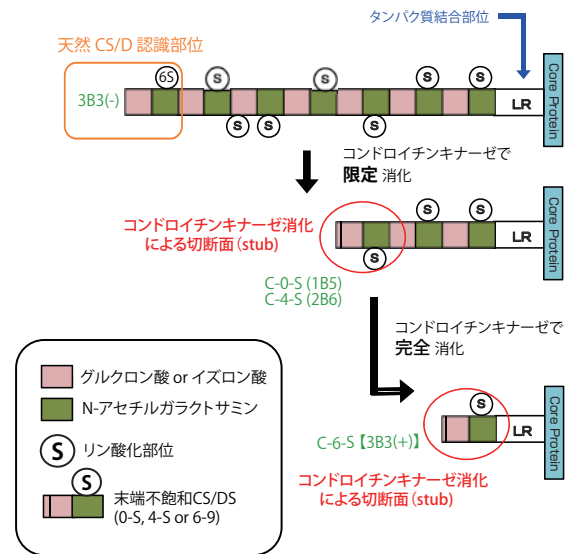 タンパク質結合部位
天然 CS/D 認識部位
3B3(-)
6S
S
S
S
S
S
S
S
S
LR
Core Protein
コンドロイチンキナーゼで
限定 消化
コンドロイチンキナーゼ消化
による切断面(stub)
S
S
S
LR
Core Protein
C-0-S (1B5)
C-4-S (2B6)
コンドロイチンキナーゼで
完全 消化
S
LR
Core Protein
C-6-S【3B3(+)】
コンドロイチンキナーゼ消化
による切断面(stub)
グルクロン酸 or イズロン酸
N-アセチルガラクトサミン
S
リン酸化部位
S
末端不飽和CS/DS
(0-S, 4-S or 6-9)